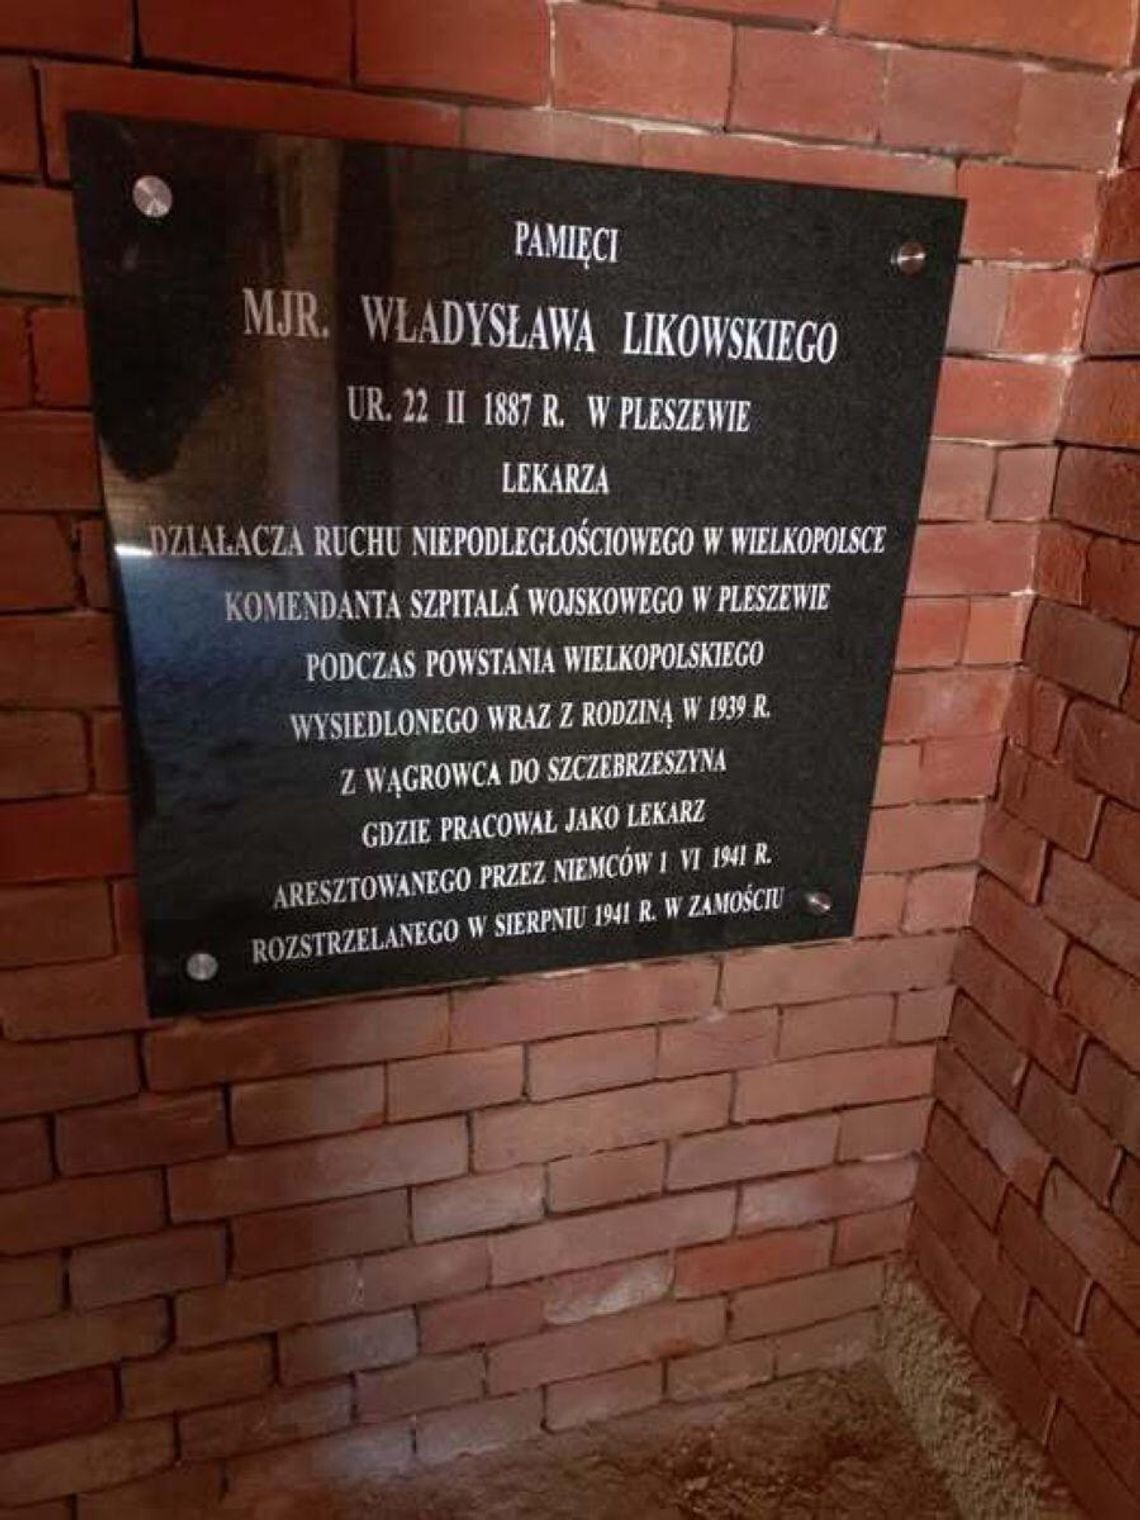 PAMIĘCI
MJR. WŁADYSŁAWA LIKOWSKIEGO
UR. 22 II 1887 R. W PLESZEWIE
LEKARZA
DZIAŁACZA RUCHU NIEPODLEGŁOŚCIOWEGO W WIELKOPOLSCE
KOMENDANTA SZPITALA WOJSKOWEGO W PLESZEWIE
PODCZAS POWSTANIA WIELKOPOLSKIEGO
WYSIEDLONEGO WRAZ Z RODZINĄ W 1939 R.
Z WĄGROWCA DO SZCZEBRZESZYNA
GDZIE PRACOWAŁ JAKO LEKARZ
ARESZTOWANEGO PRZEZ NIEMCÓW 1 VI 1941 R.
ROZSTRZELANEGO W SIERPNIU 1941 R. W ZAMOŚCIU